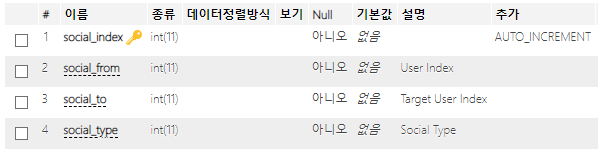 # 이름 종류 데이터정렬방식 보기 Null 기본값 설명 추가
1 social_index int(11) 아니오 없음 AUTO_INCREMENT
2 social_from int(11) 아니오 없음 User Index
3 social_to int(11) 아니오 없음 Target User Index
4 social_type int(11) 아니오 없음 Social Type